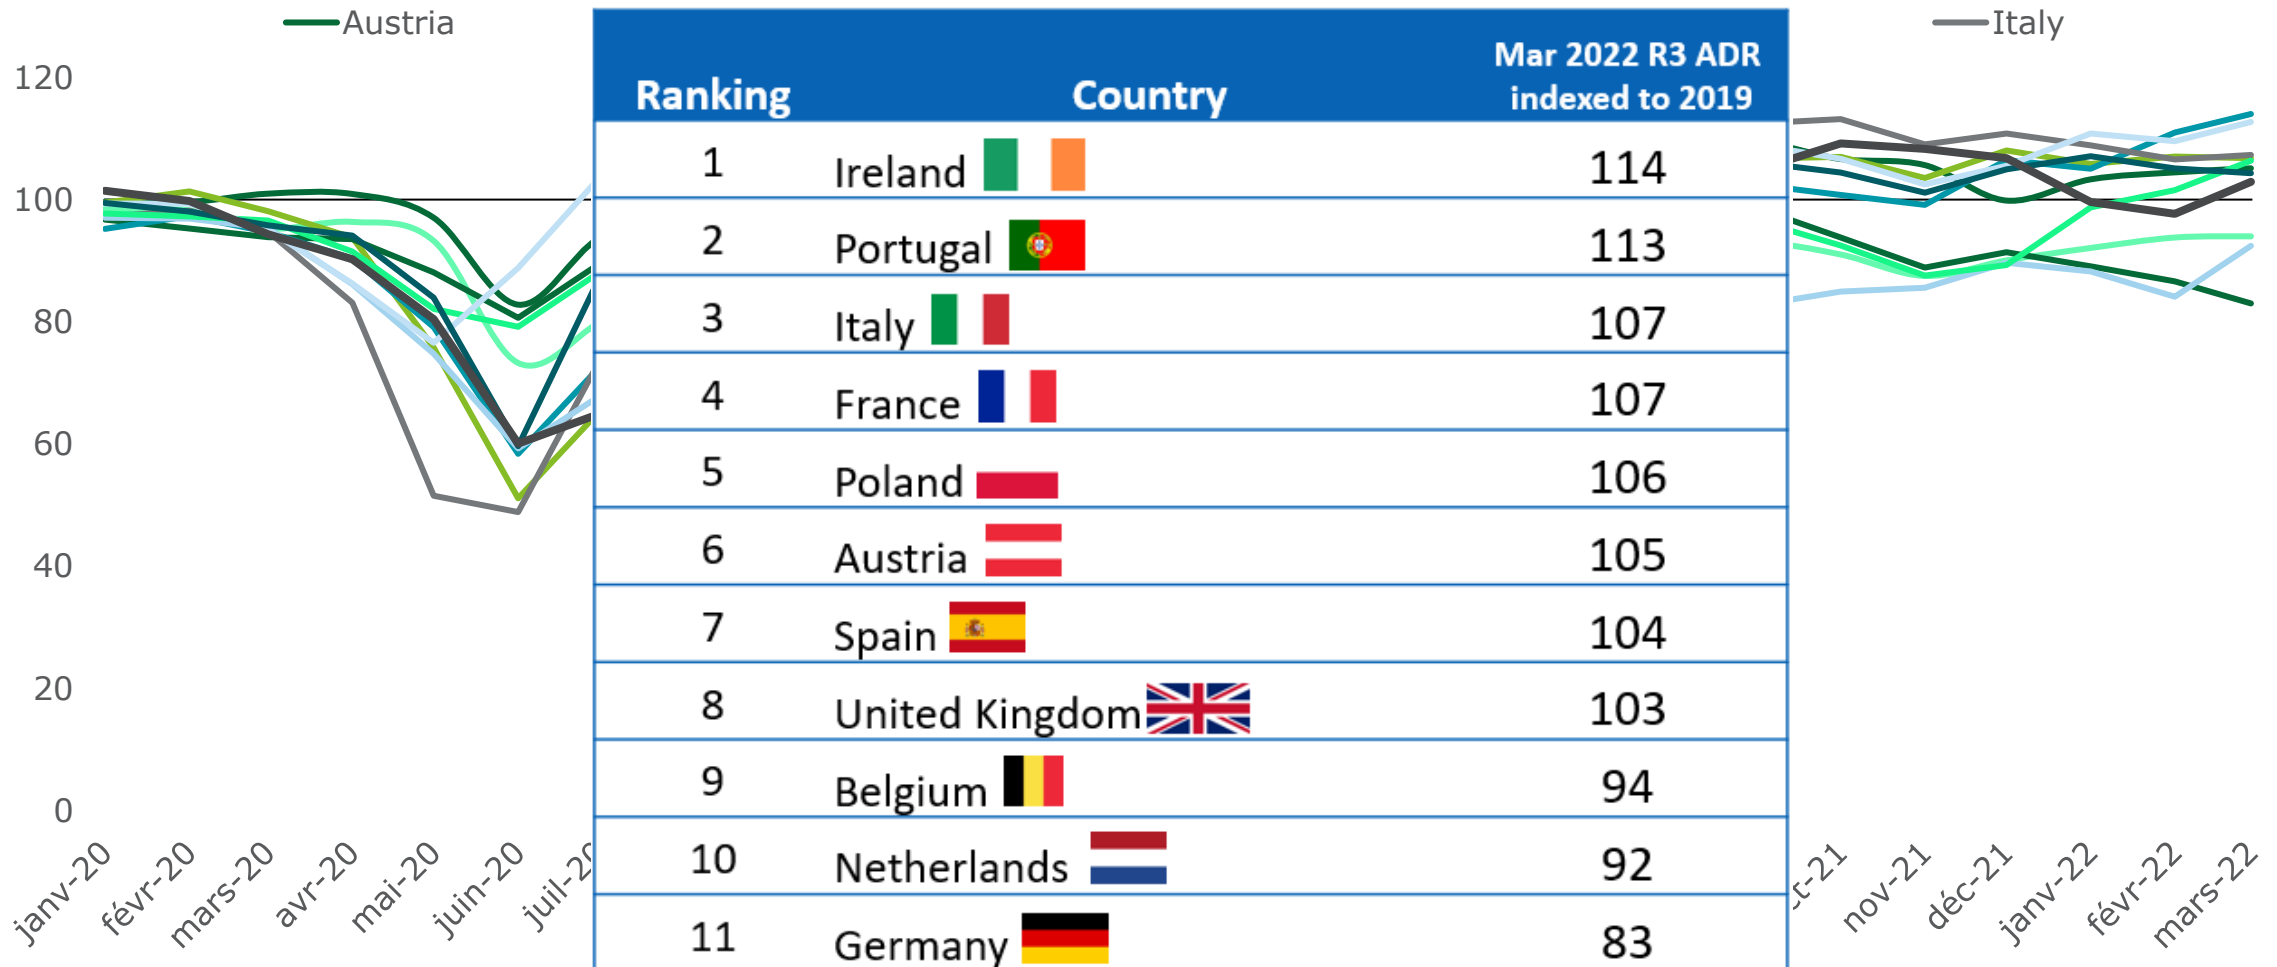 Austria
Italy
120
100
80
60
40
20
0
Ranking Country Mar 2022 R3 ADR
indexed to 2019
1 Ireland 114
2 Portugal 113
3 Italy 107
4 France 107
5 Poland 106
6 Austria 105
7 Spain 104
8 United Kingdom 103
9 Belgium 94
10 Netherlands 92
11 Germany 83
janv-20
févr-20
mars-20
avr-20
mai-20
juin-20
juil-20
t-21
nov-21
déc-21
janv-22
févr-22
mars-22